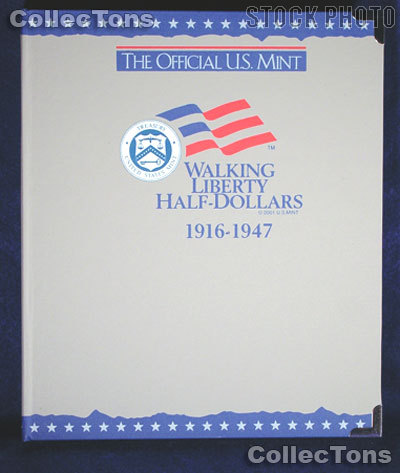 CollecTons
STOCK PHOTO
THE OFFICIAL U.S. MINT
TREASURY
UNITED STATES MINT
TM
WALKING
LIBERTY
HALF-DOLLARS
© 2001 U.S. MINT
1916-1947
CollecTons